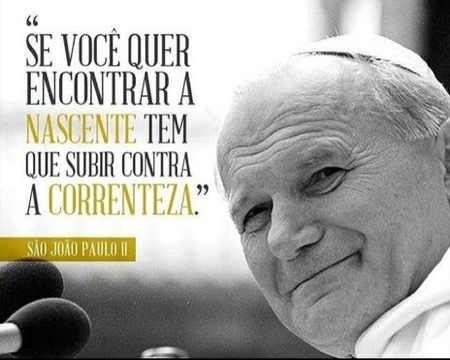 “
SE VOCÊ QUER
ENCONTRAR A
NASCENTE TEM
QUE SUBIR CONTRA
A CORRENTEZA.”
SÃO JOÃO PAULO II